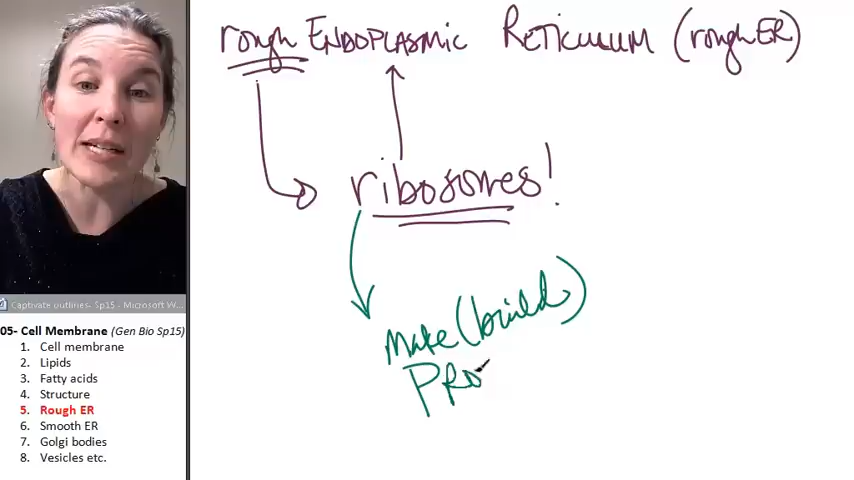 rough ENDOPLASMIC RETICULUM (rough ER)
ribosomes!
make (build)
PRO
Captivate outlines- Sp15 - Microsoft W...
05- Cell Membrane (Gen Bio Sp15)
1. Cell membrane
2. Lipids
3. Fatty acids
4. Structure
5. Rough ER
6. Smooth ER
7. Golgi bodies
8. Vesicles etc.